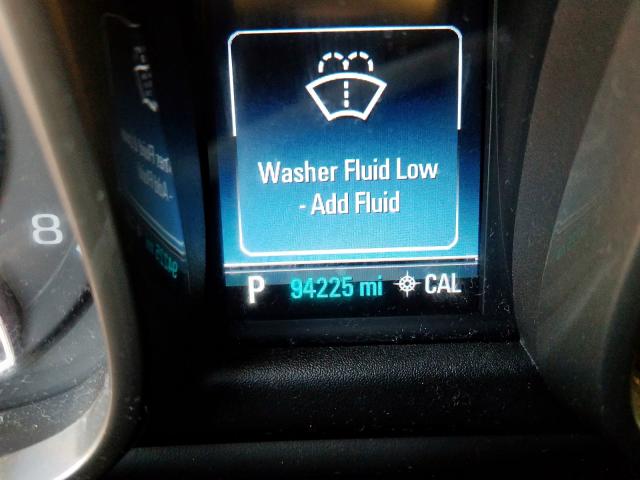 Washer Fluid Low
- Add Fluid
P 94225 mi CAL
8